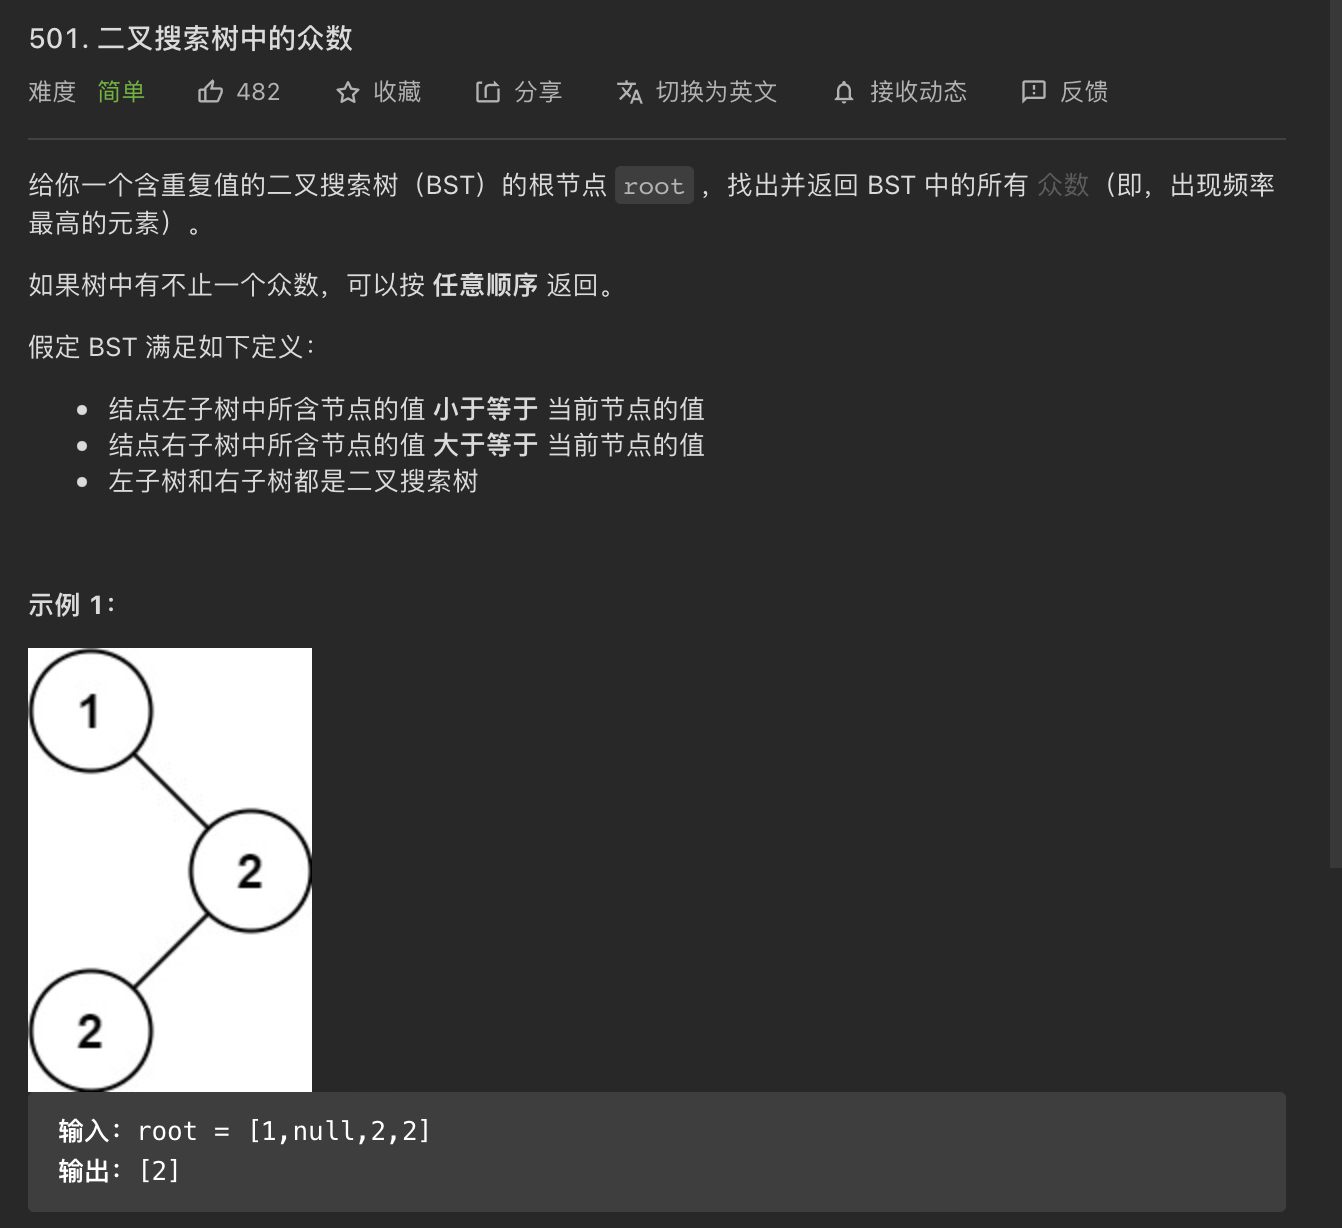 501. 二叉搜索树中的众数
难度 简单 482 收藏 分享 切换为英文 接收动态 反馈
给你一个含重复值的二叉搜索树（BST）的根节点 root ，找出并返回 BST 中的所有 众数（即，出现频率
最高的元素）。
如果树中有不止一个众数，可以按 任意顺序 返回。
假定 BST 满足如下定义：
• 结点左子树中所含节点的值 小于等于 当前节点的值
• 结点右子树中所含节点的值 大于等于 当前节点的值
• 左子树和右子树都是二叉搜索树
示例 1：
1
2
2
输入：root = [1,null,2,2]
输出：[2]